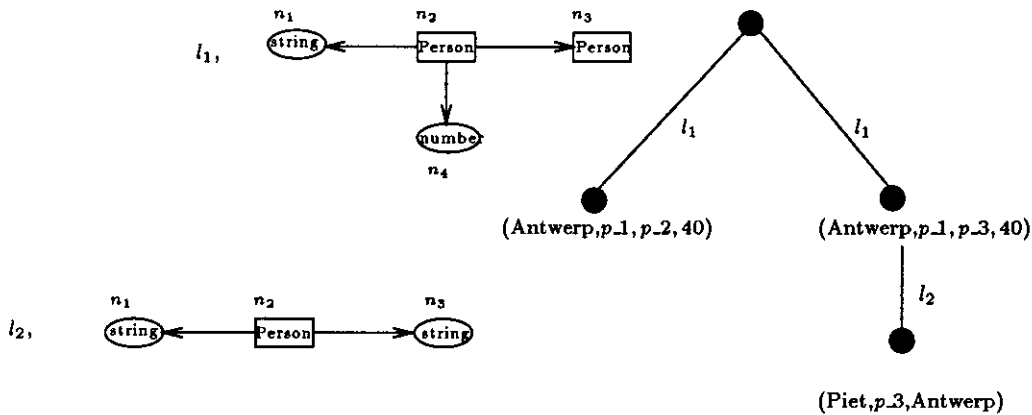 n₁ n₂ n₃
l₁, string Person Person
number
n₄
l₁ l₁
(Antwerp,p_1,p_2,40) (Antwerp,p_1,p_3,40)
n₁ n₂ n₃
l₂, string Person string
l₂
(Piet,p_3,Antwerp)